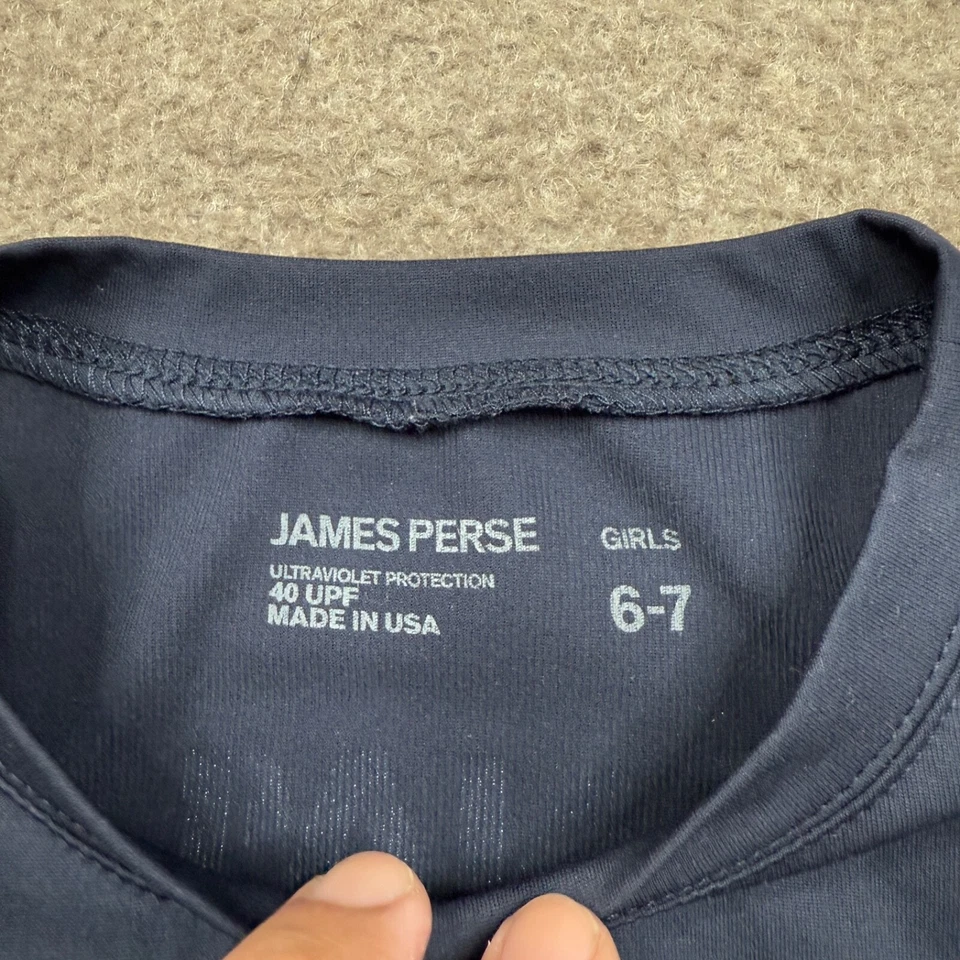 JAMES PERSE
ULTRAVIOLET PROTECTION
40 UPF
MADE IN USA
GIRLS
6-7